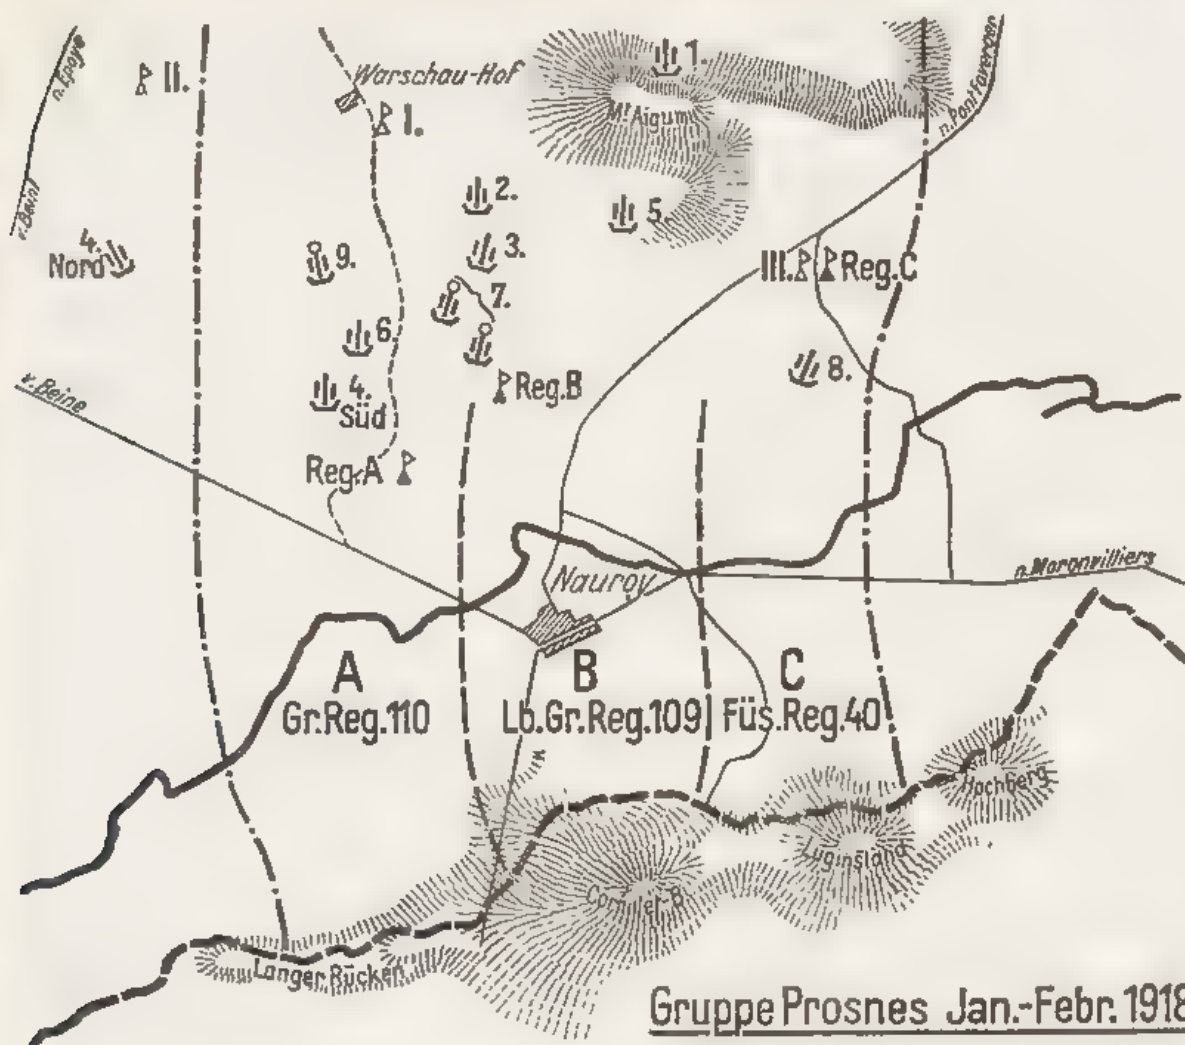 n. Epoye
II.
Warschau-Hof
I.
1.
Mt Aigum
n. Pontfaverger
v. Beine
4.
Nord
2.
3.
5.
9.
7.
III.
Reg.C
6.
8.
4.
Süd
Reg.B
v. Beine
Reg.A
Nauroy
n. Moronvilliers
A
Gr.Reg.110
B
Lb.Gr.Reg.109
C
Füs.Reg.40
Hochberg
Luginsland
Cornillet-B.
Langer Rücken
Gruppe Prosnes Jan.-Febr. 1918